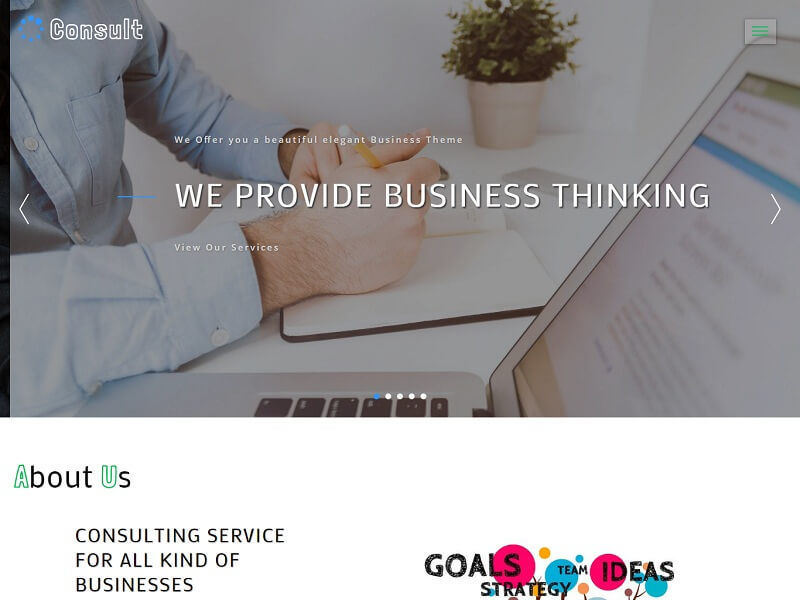 Consult
We Offer you a beautiful elegant Business Theme
WE PROVIDE BUSINESS THINKING
View Our Services
About Us
CONSULTING SERVICE
FOR ALL KIND OF
BUSINESSES
GOALS TEAM IDEAS
STRATEGY